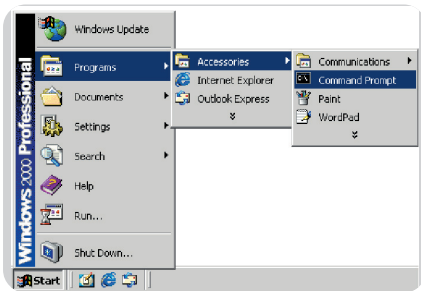 Windows 2000 Professional
Windows Update
Programs
Documents
Settings
Search
Help
Run...
Shut Down...
Accessories
Internet Explorer
Outlook Express
Communications
Command Prompt
Paint
WordPad
Start